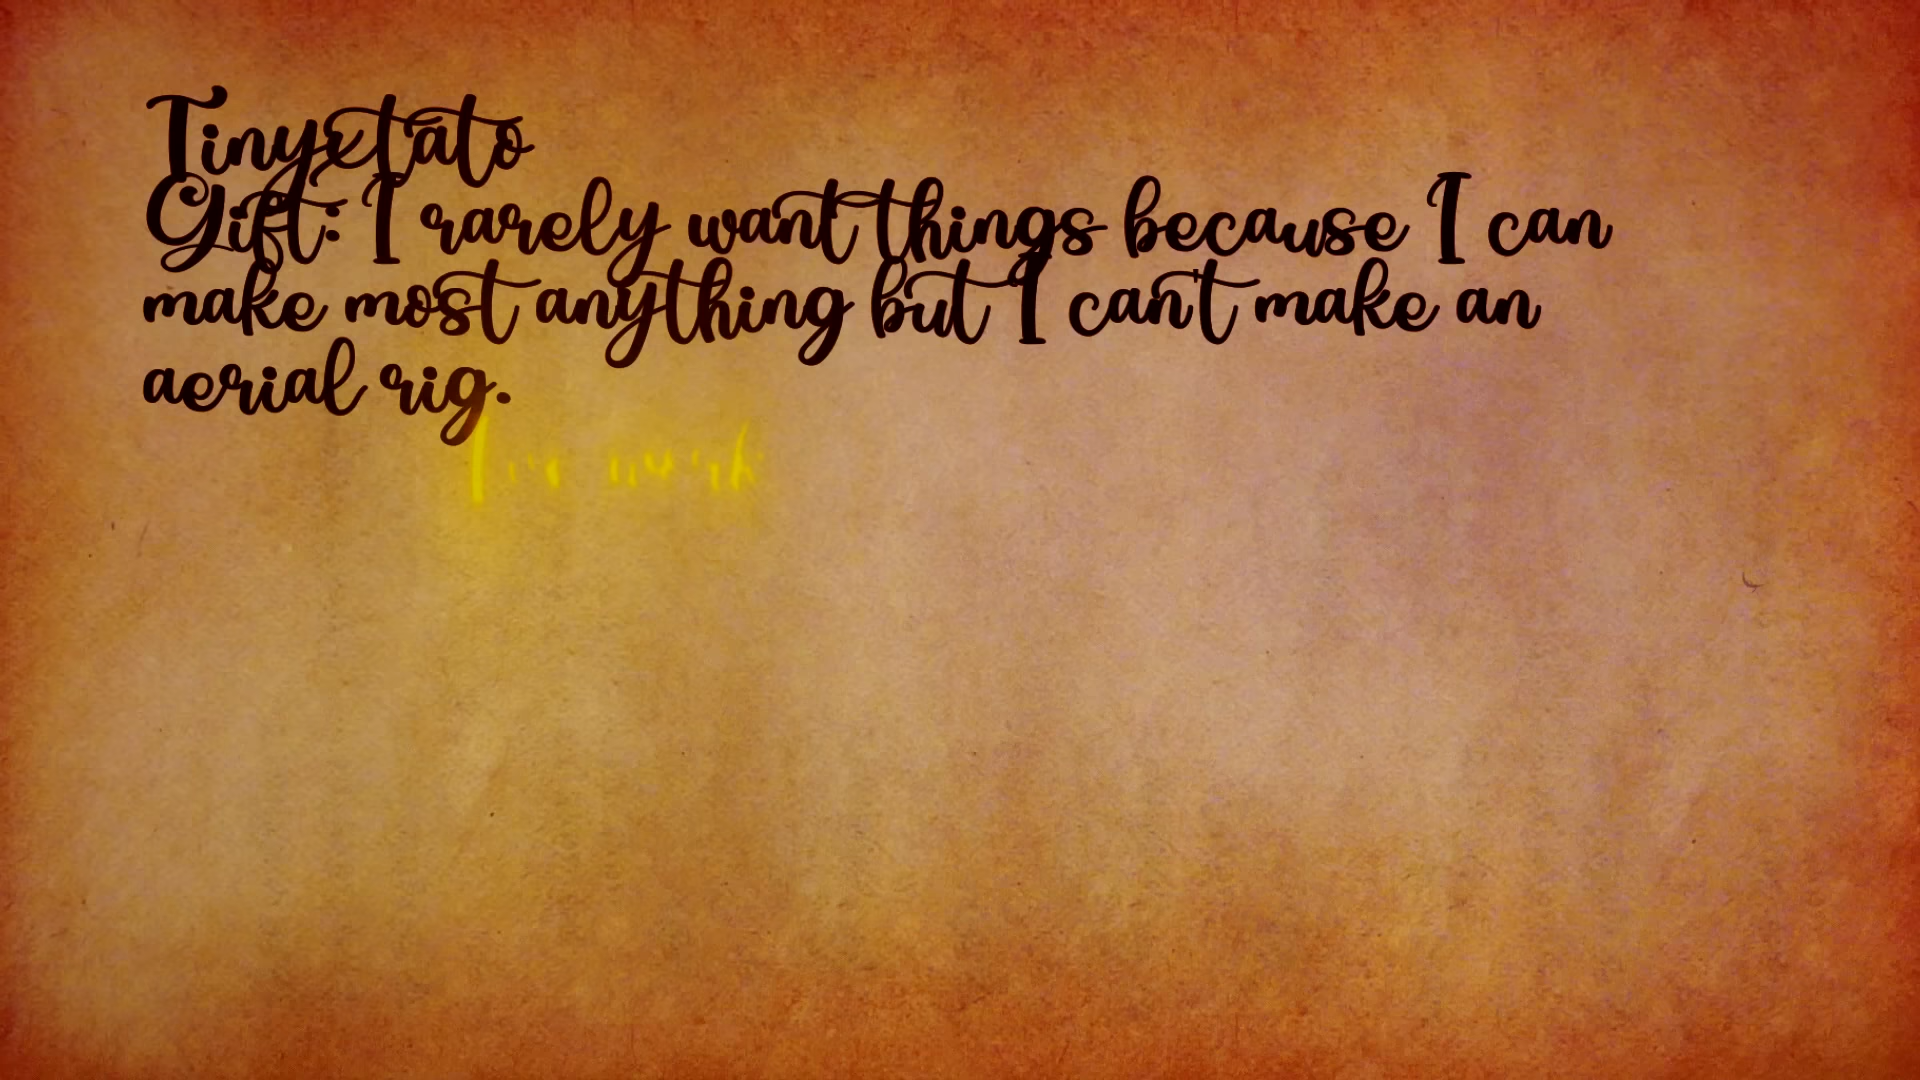 Tinyxtato
Gift: I rarely want things because I can
make most anything but I can't make an
aerial rig.